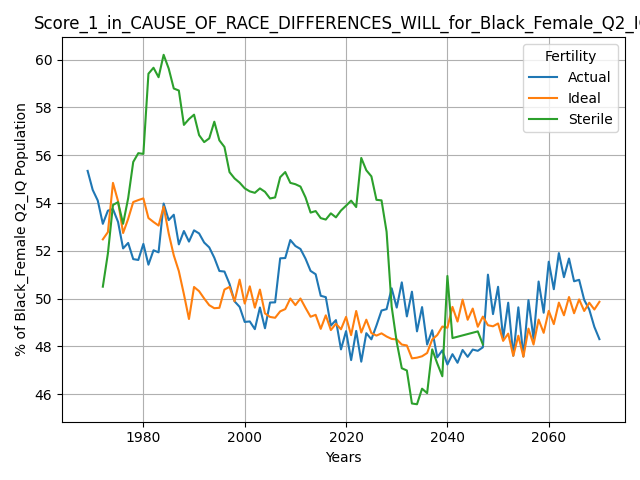 Score_1_in_CAUSE_OF_RACE_DIFFERENCES_WILL_for_Black_Female_Q2_I
Fertility
Actual
Ideal
Sterile
% of Black_Female Q2_IQ Population
60
58
56
54
52
50
48
46
1980
2000
2020
2040
2060
Years